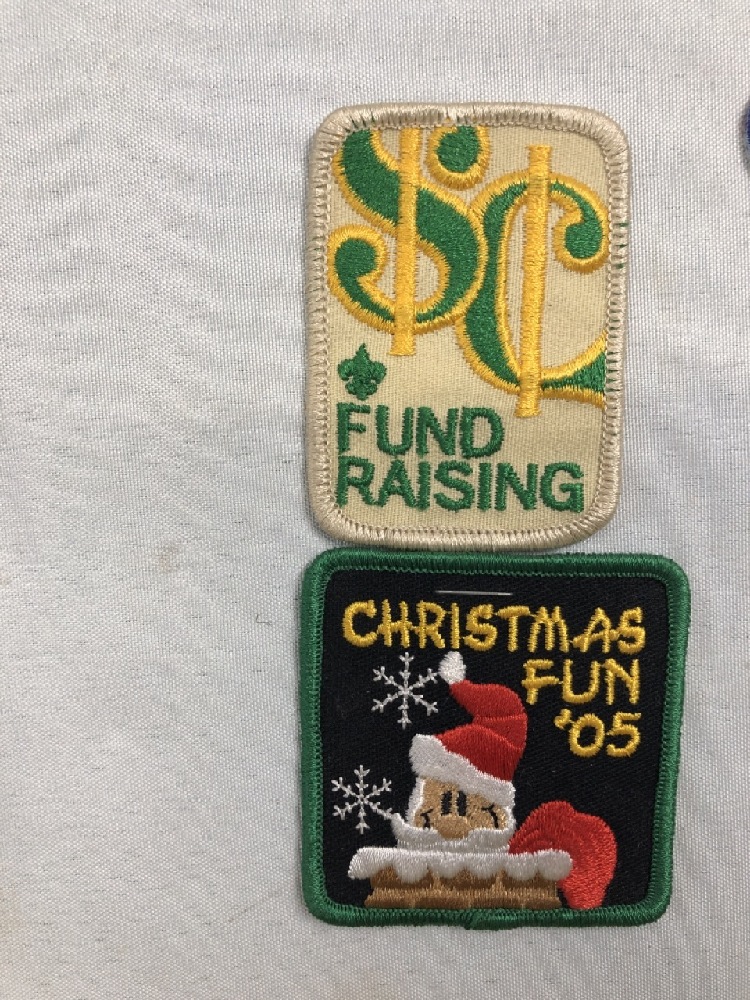 $¢
FUND
RAISING
CHRISTMAS
FUN
'05